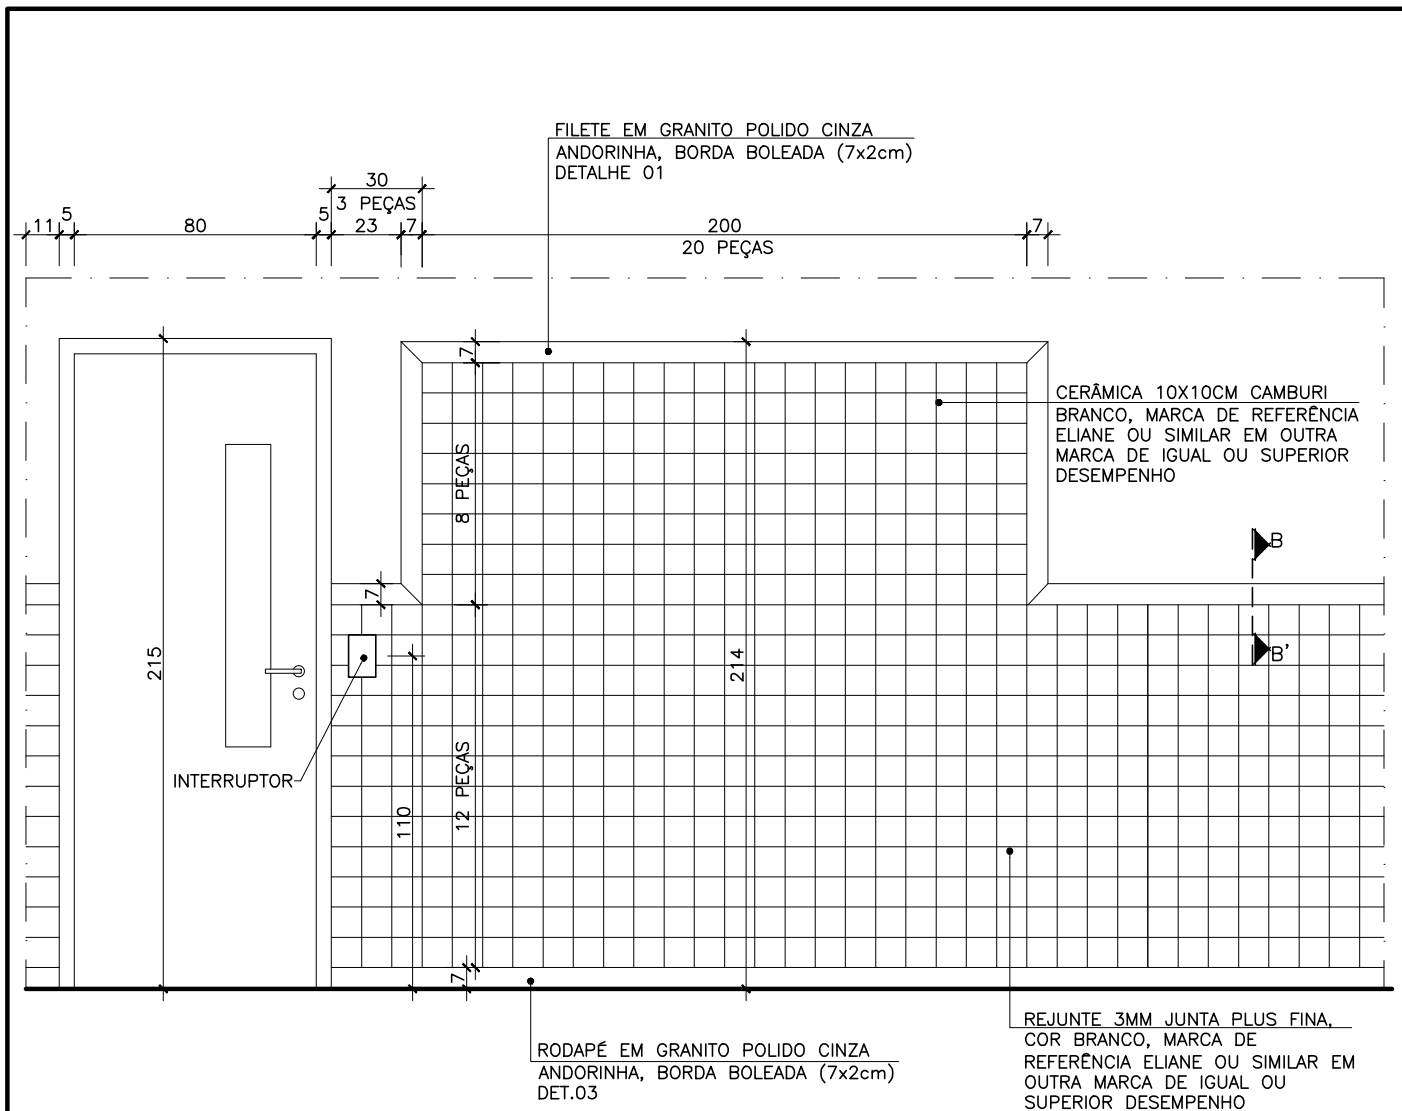 FILETE EM GRANITO POLIDO CINZA
ANDORINHA, BORDA BOLEADA (7x2cm)
DETALHE 01
30
3 PEÇAS
11
5
80
5
23
7
200
20 PEÇAS
7
7
CERÂMICA 10X10CM CAMBURI
BRANCO, MARCA DE REFERÊNCIA
ELIANE OU SIMILAR EM OUTRA
MARCA DE IGUAL OU SUPERIOR
DESEMPENHO
8 PEÇAS
B
7
215
214
B'
INTERRUPTOR
12 PEÇAS
110
7
REJUNTE 3MM JUNTA PLUS FINA,
COR BRANCO, MARCA DE
REFERÊNCIA ELIANE OU SIMILAR EM
OUTRA MARCA DE IGUAL OU
SUPERIOR DESEMPENHO
RODAPÉ EM GRANITO POLIDO CINZA
ANDORINHA, BORDA BOLEADA (7x2cm)
DET.03